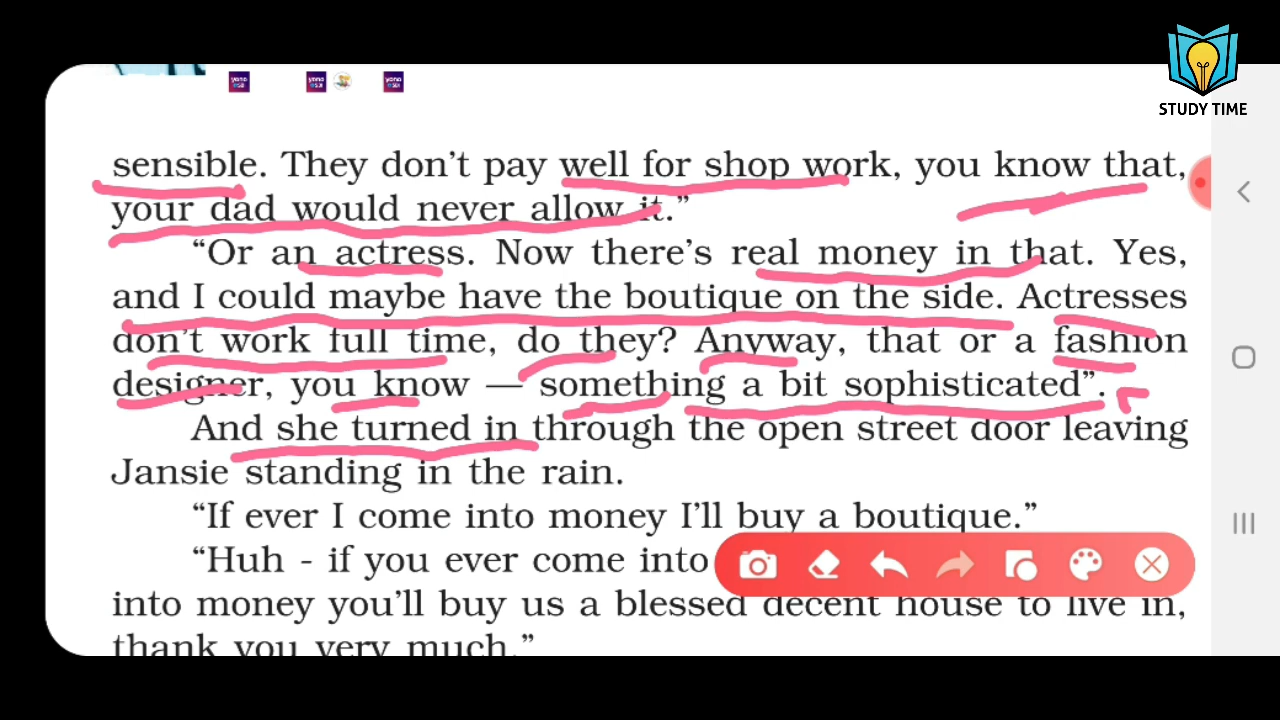 STUDY TIME
sensible. They don't pay well for shop work, you know that,
your dad would never allow it.”
“Or an actress. Now there's real money in that. Yes,
and I could maybe have the boutique on the side. Actresses
don't work full time, do they? Anyway, that or a fashion
designer, you know — something a bit sophisticated”.
And she turned in through the open street door leaving
Jansie standing in the rain.
“If ever I come into money I'll buy a boutique.”
“Huh - if you ever come into
into money you'll buy us a blessed decent house to live in,
thank you very much.”